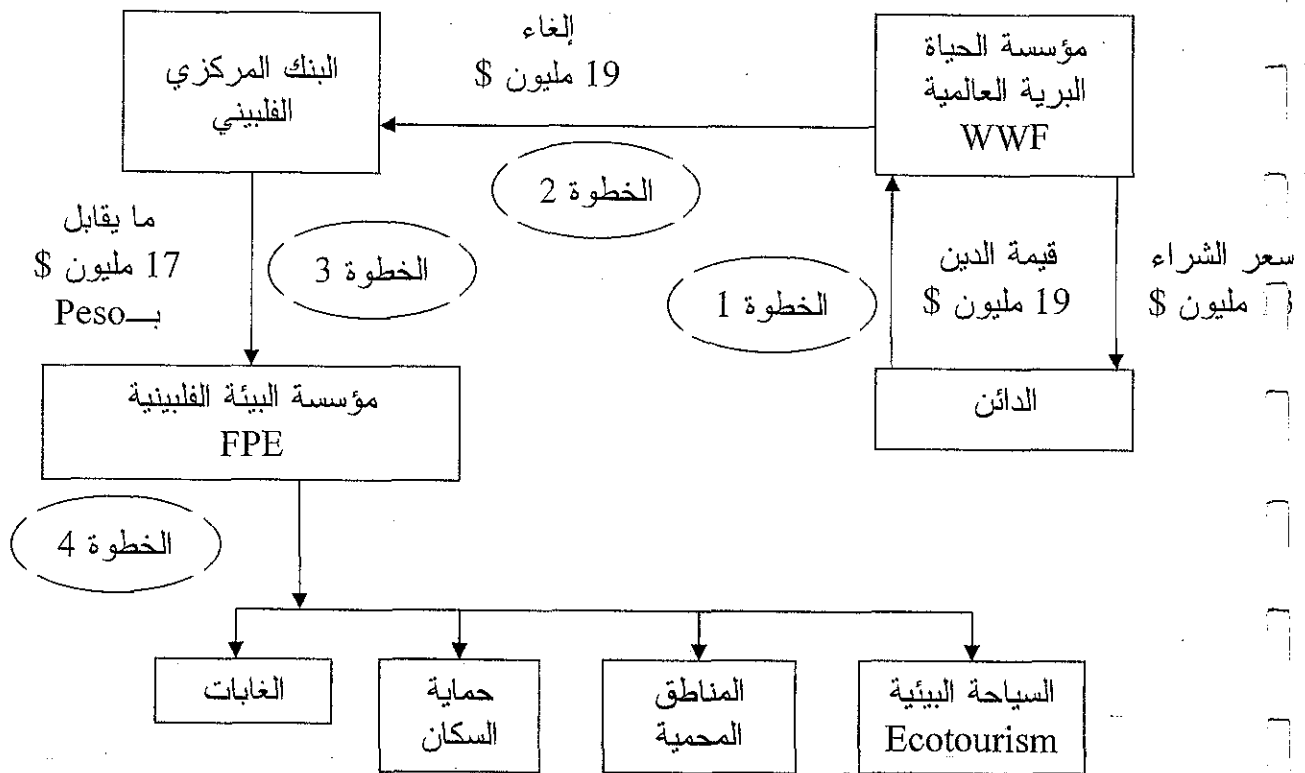 مؤسسة الحياة
البرية العالمية
WWF
إلغاء
19 مليون $
البنك المركزي
الفلبيني
الخطوة 2
سعر الشراء
مليون $
قيمة الدين
19 مليون $
الخطوة 1
الخطوة 3
ما يقابل
17 مليون $
بـPeso
الدائن
مؤسسة البيئة الفلبينية
FPE
الخطوة 4
السياحة البيئية
Ecotourism
المناطق
المحمية
حماية
السكان
الغابات